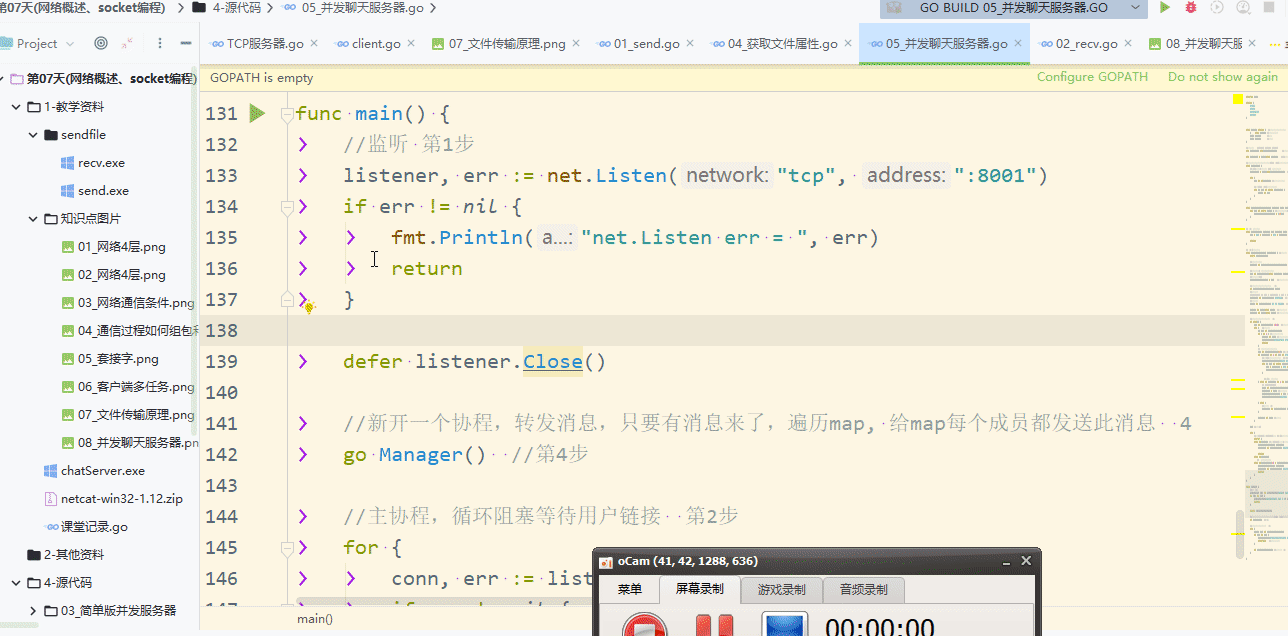 第07天(网络概述、socket编程) 4-源代码 05_并发聊天服务器.go GO BUILD 05_并发聊天服务器.GO
Project TCP服务器.go client.go 07_文件传输原理.png 01_send.go 04_获取文件属性.go 05_并发聊天服务器.go 02_recv.go 08_并发聊天服
第07天(网络概述、socket编程)
1-教学资料
sendfile
recv.exe
send.exe
知识点图片
01_网络4层.png
02_网络4层.png
03_网络通信条件.png
04_通信过程如何组包和
05_套接字.png
06_客户端多任务.png
07_文件传输原理.png
08_并发聊天服务器.pn
chatServer.exe
netcat-win32-1.12.zip
课堂记录.go
2-其他资料
4-源代码
03_简单版并发服务器
GOPATH is empty Configure GOPATH Do not show again
131 func main() {
132 //监听 第1步
133 listener, err := net.Listen( network: "tcp", address: ":8001")
134 if err != nil {
135 fmt.Println( a...: "net.Listen err = ", err)
136 return
137 }
138
139 defer listener.Close()
140
141 //新开一个协程，转发消息，只要有消息来了，遍历map, 给map每个成员都发送此消息 4
142 go Manager() //第4步
143
144 //主协程，循环阻塞等待用户链接 第2步
145 for {
146 conn, err := list
main()
oCam (41, 42, 1288, 636)
菜单 屏幕录制 游戏录制 音频录制
00:00:00